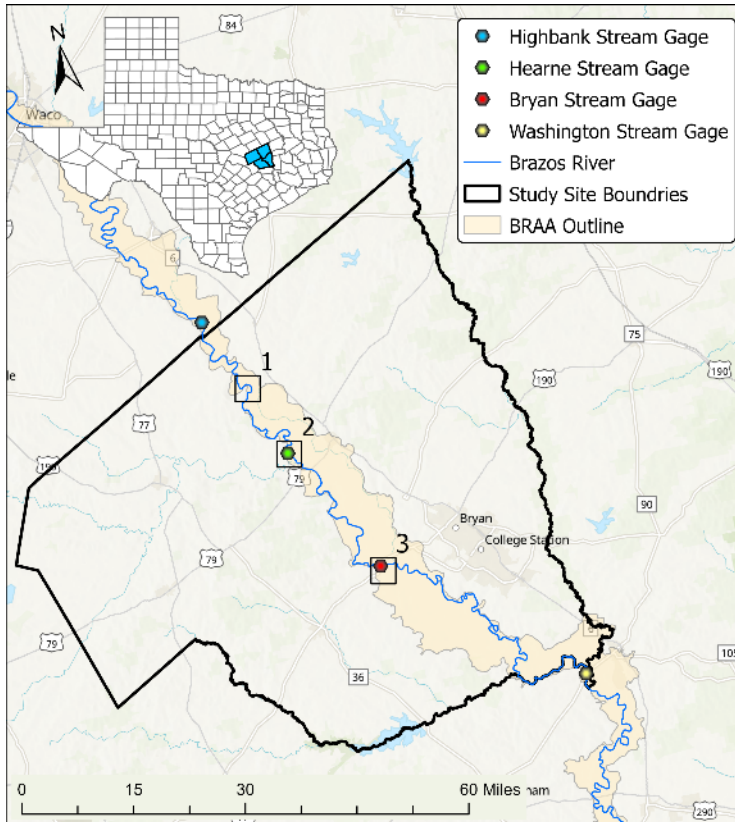 N
84
Waco
6
Highbank Stream Gage
Hearne Stream Gage
Bryan Stream Gage
Washington Stream Gage
Brazos River
Study Site Boundries
BRAA Outline
75
190
190
1
77
2
190
79
90
Bryan
College Station
3
79
79
36
105
0 15 30 60 Miles
290